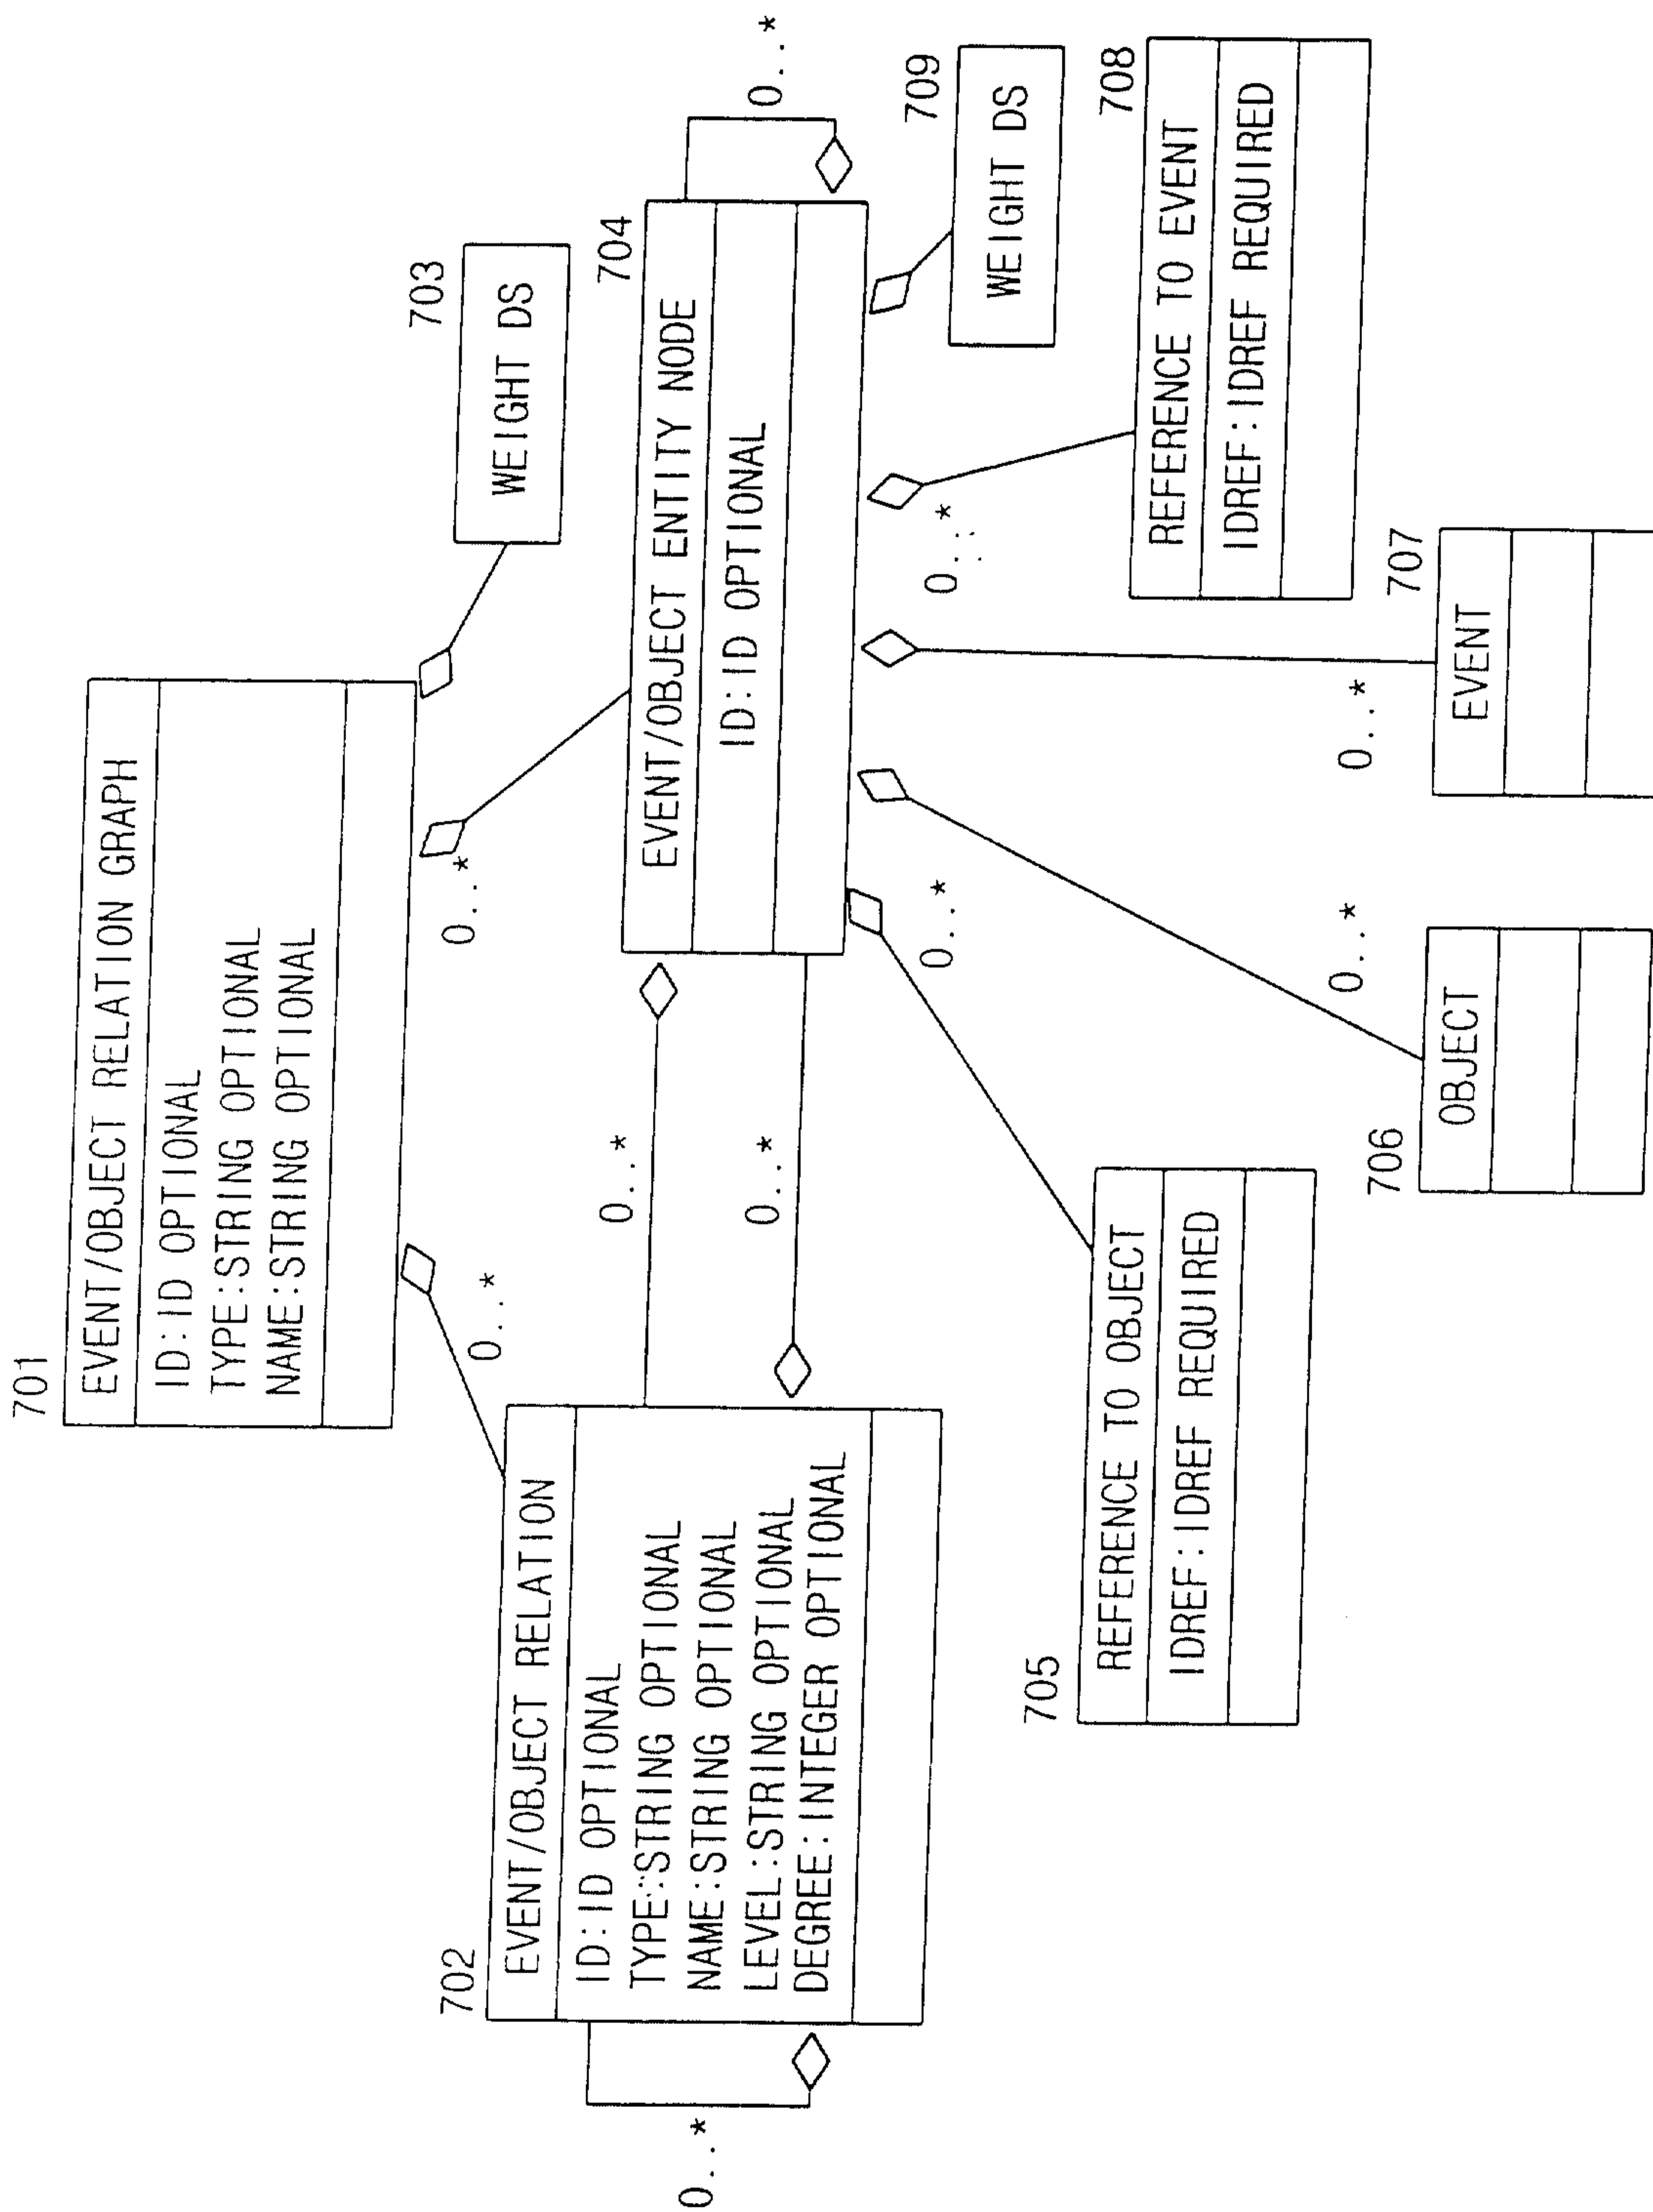 701
EVENT/OBJECT RELATION GRAPH
ID:ID OPTIONAL
TYPE:STRING OPTIONAL
NAME:STRING OPTIONAL
0...*
0...*
703
WEIGHT DS
702
EVENT/OBJECT RELATION
ID:ID OPTIONAL
TYPE:STRING OPTIONAL
NAME:STRING OPTIONAL
LEVEL:STRING OPTIONAL
DEGREE:INTEGER OPTIONAL
0...*
0...*
0...*
704
EVENT/OBJECT ENTITY NODE
ID:ID OPTIONAL
0...*
0...*
0...*
709
WEIGHT DS
705
REFERENCE TO OBJECT
IDREF:IDREF REQUIRED
708
REFERENCE TO EVENT
IDREF:IDREF REQUIRED
0...*
706
OBJECT
0...*
707
EVENT